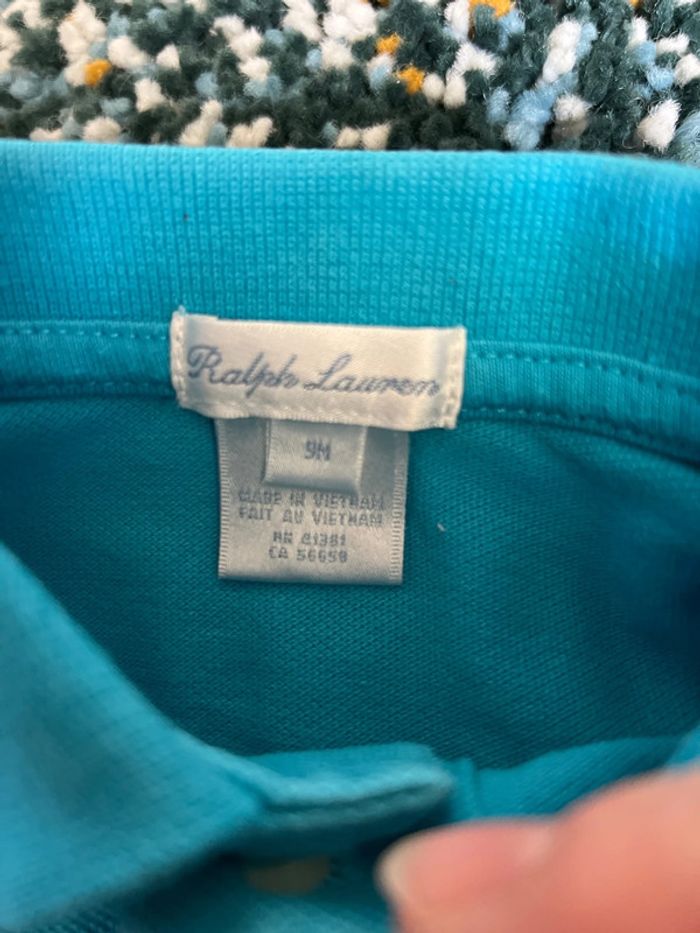 Ralph Lauren
9M
MADE IN VIETNAM
FAIT AU VIETNAM
RN 41381
CA 56658